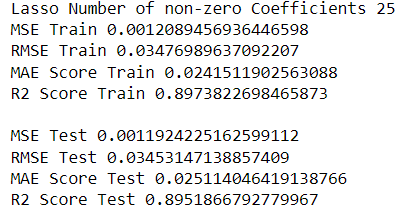 Lasso Number of non-zero Coefficients 25
MSE Train 0.0012089456936446598
RMSE Train 0.03476989637092207
MAE Score Train 0.0241511902563088
R2 Score Train 0.8973822698465873
MSE Test 0.0011924225162599112
RMSE Test 0.03453147138857409
MAE Score Test 0.025114046419138766
R2 Score Test 0.8951866792779967